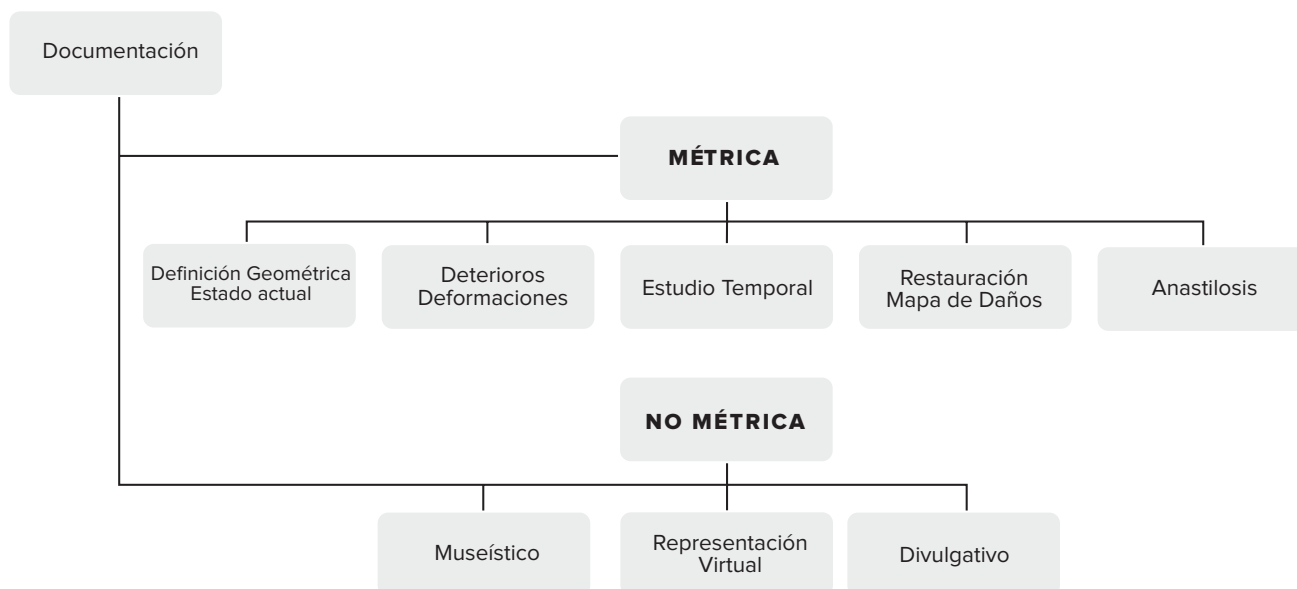 Documentación
MÉTRICA
Definición Geométrica
Estado actual
Deterioros
Deformaciones
Estudio Temporal
Restauración
Mapa de Daños
Anastilosis
NO MÉTRICA
Museístico
Representación
Virtual
Divulgativo